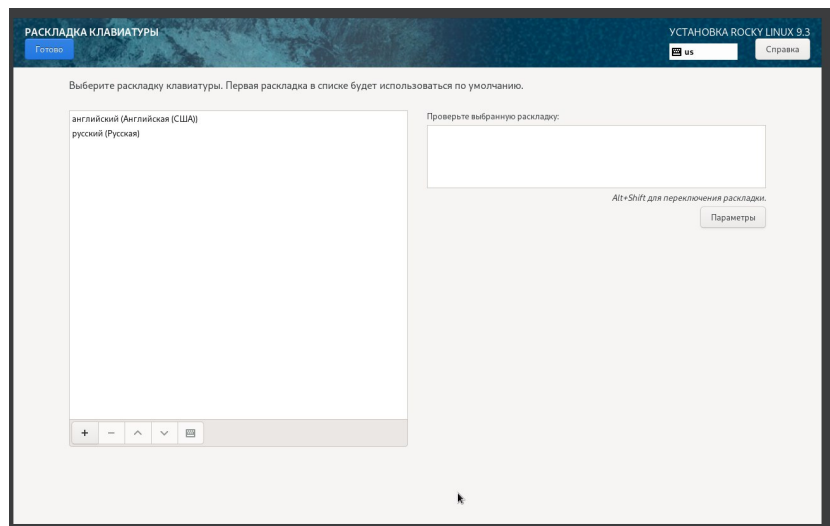 РАСКЛАДКА КЛАВИАТУРЫ
Готово
УСТАНОВКА ROCKY LINUX 9.3
us
Справка
Выберите раскладку клавиатуры. Первая раскладка в списке будет использоваться по умолчанию.
английский (Английская (США))
русский (Русская)
Проверьте выбранную раскладку:
Alt+Shift для переключения раскладки.
Параметры